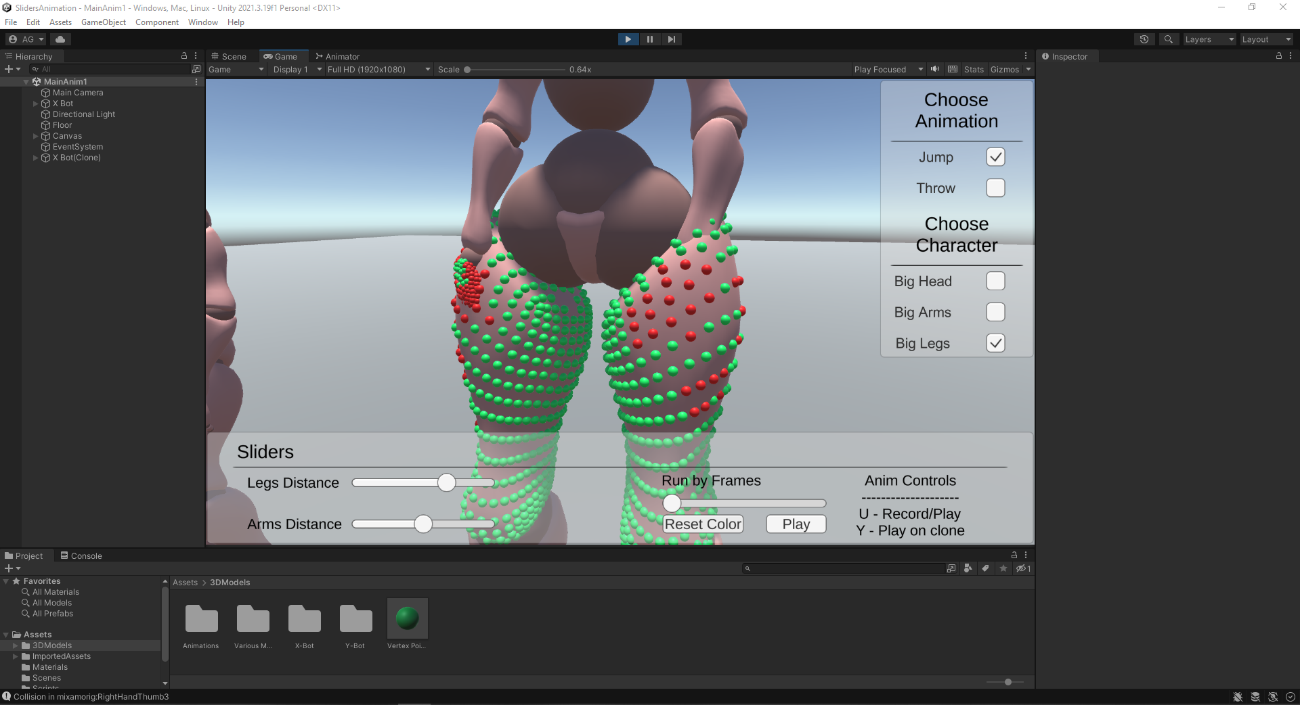 SlidersAnimation - MainAnim1 - Windows, Mac, Linux - Unity 2021.3.19f1 Personal <DX11>
File Edit Assets GameObject Component Window Help
AG
Layers
Layout
Hierarchy
All
MainAnim1
Main Camera
X Bot
Directional Light
Floor
Canvas
EventSystem
X Bot(Clone)
Scene Game Animator
Game Display 1 Full HD (1920x1080) Scale 0.64x Play Focused Stats Gizmos
Choose
Animation
Jump
Throw
Choose
Character
Big Head
Big Arms
Big Legs
Sliders
Legs Distance
Arms Distance
Run by Frames
Reset Color Play
Anim Controls
--------------------
U - Record/Play
Y - Play on clone
Inspector
Project Console
Favorites
All Materials
All Models
All Prefabs
Assets
3DModels
ImportedAssets
Materials
Scenes
Scripts
Assets > 3DModels
1
Animations
Various M...
X-Bot
Y-Bot
Vertex Poi...
Collision in mixamorig:RightHandThumb3